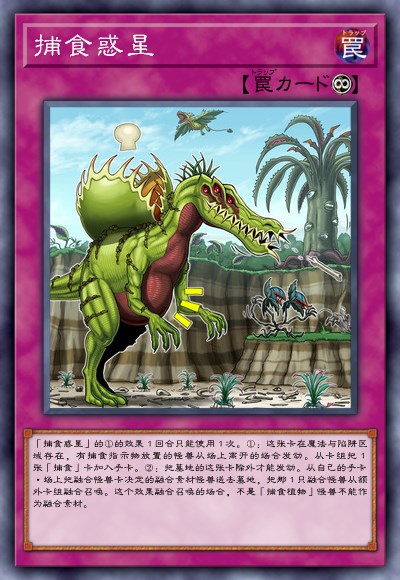 捕食惑星
トラップ
罠
トラップ
【罠カード】
「捕食惑星」的①的效果1回合只能使用1次。①：这张卡在魔法与陷阱区
域存在，有捕食指示物放置的怪兽从场上离开的场合发动。从卡组把1
张「捕食」卡加入手卡。②：把墓地的这张卡除外才能发动。从自己的手卡
·场上把融合怪兽卡决定的融合素材怪兽送去墓地，把那1只融合怪兽从额
外卡组融合召唤。这个效果融合召唤的场合，不是「捕食植物」怪兽不能作
为融合素材。